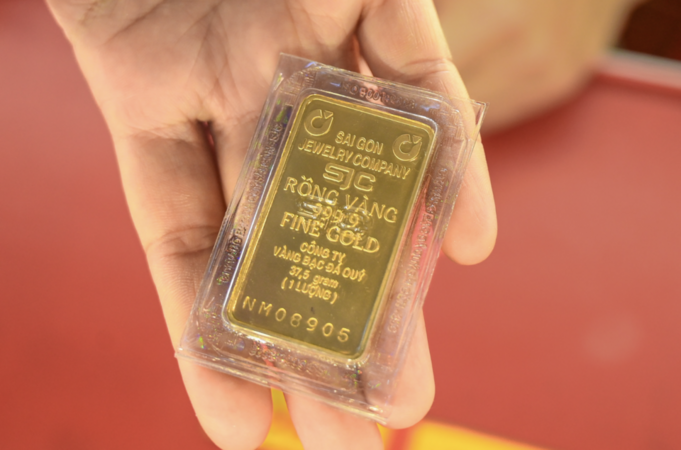 SAI GON
JEWELRY COMPANY
SJC
RỒNG VÀNG
999.9
FINE GOLD
CÔNG TY
VÀNG BẠC ĐÁ QUÝ
37,5 gram
(1 LƯỢNG)
NM08905